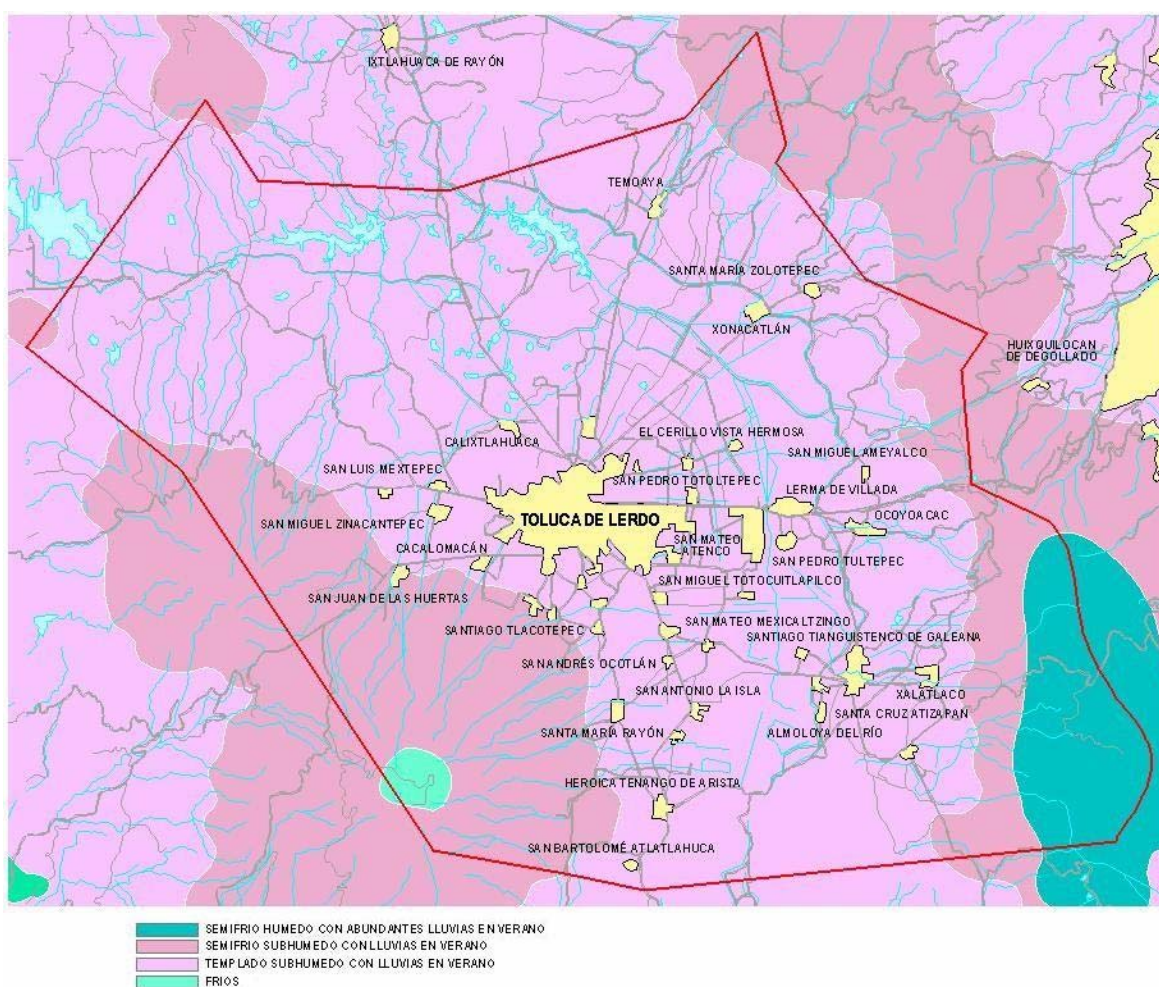 IXTLAHUACA DE RAYÓN
TEMOAYA
SANTA MARÍA ZOLOTEPEC
XONACATLÁN
HUIXQUILOCAN
DE DEGOLLADO
CALIXTLAHUACA
EL CERILLO VISTA HERMOSA
SAN MIGUEL AMEYALCO
SAN LUIS MEXTEPEC
SAN PEDRO TOTOLTEPEC
LERMA DE VILLADA
SAN MIGUEL ZINACANTEPEC
TOLUCA DE LERDO
OCOYOACAC
CACALOMACÁN
SAN MATEO
ATENCO
SAN PEDRO TULTEPEC
SAN MIGUEL TOTOCUITLAPILCO
SAN JUAN DE LAS HUERTAS
SANTIAGO TLACOTEPEC
SAN MATEO MEXICALTZINGO
SANTIAGO TIANGUISTENCO DE GALEANA
SAN ANDRÉS OCOTLÁN
SAN ANTONIO LA ISLA
XALATLACO
SANTA CRUZ ATIZAPAN
SANTA MARÍA RAYÓN
ALMOLOYA DEL RÍO
HEROICA TENANGO DE ARISTA
SAN BARTOLOMÉ ATLATLAHUCA
SEMIFRIO HUMEDO CON ABUNDANTES LLUVIAS EN VERANO
SEMIFRIO SUBHUMEDO CON LLUVIAS EN VERANO
TEMPLADO SUBHUMEDO CON LLUVIAS EN VERANO
FRIOS